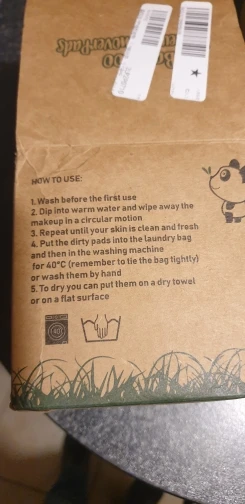 HOW TO USE:
1. Wash before the first use
2. Dip into warm water and wipe away the
makeup in a circular motion
3. Repeat until your skin is clean and fresh
4. Put the dirty pads into the laundry bag
and then in the washing machine
for 40°C (remember to tie the bag tightly)
or wash them by hand
5. To dry you can put them on a dry towel
or on a flat surface